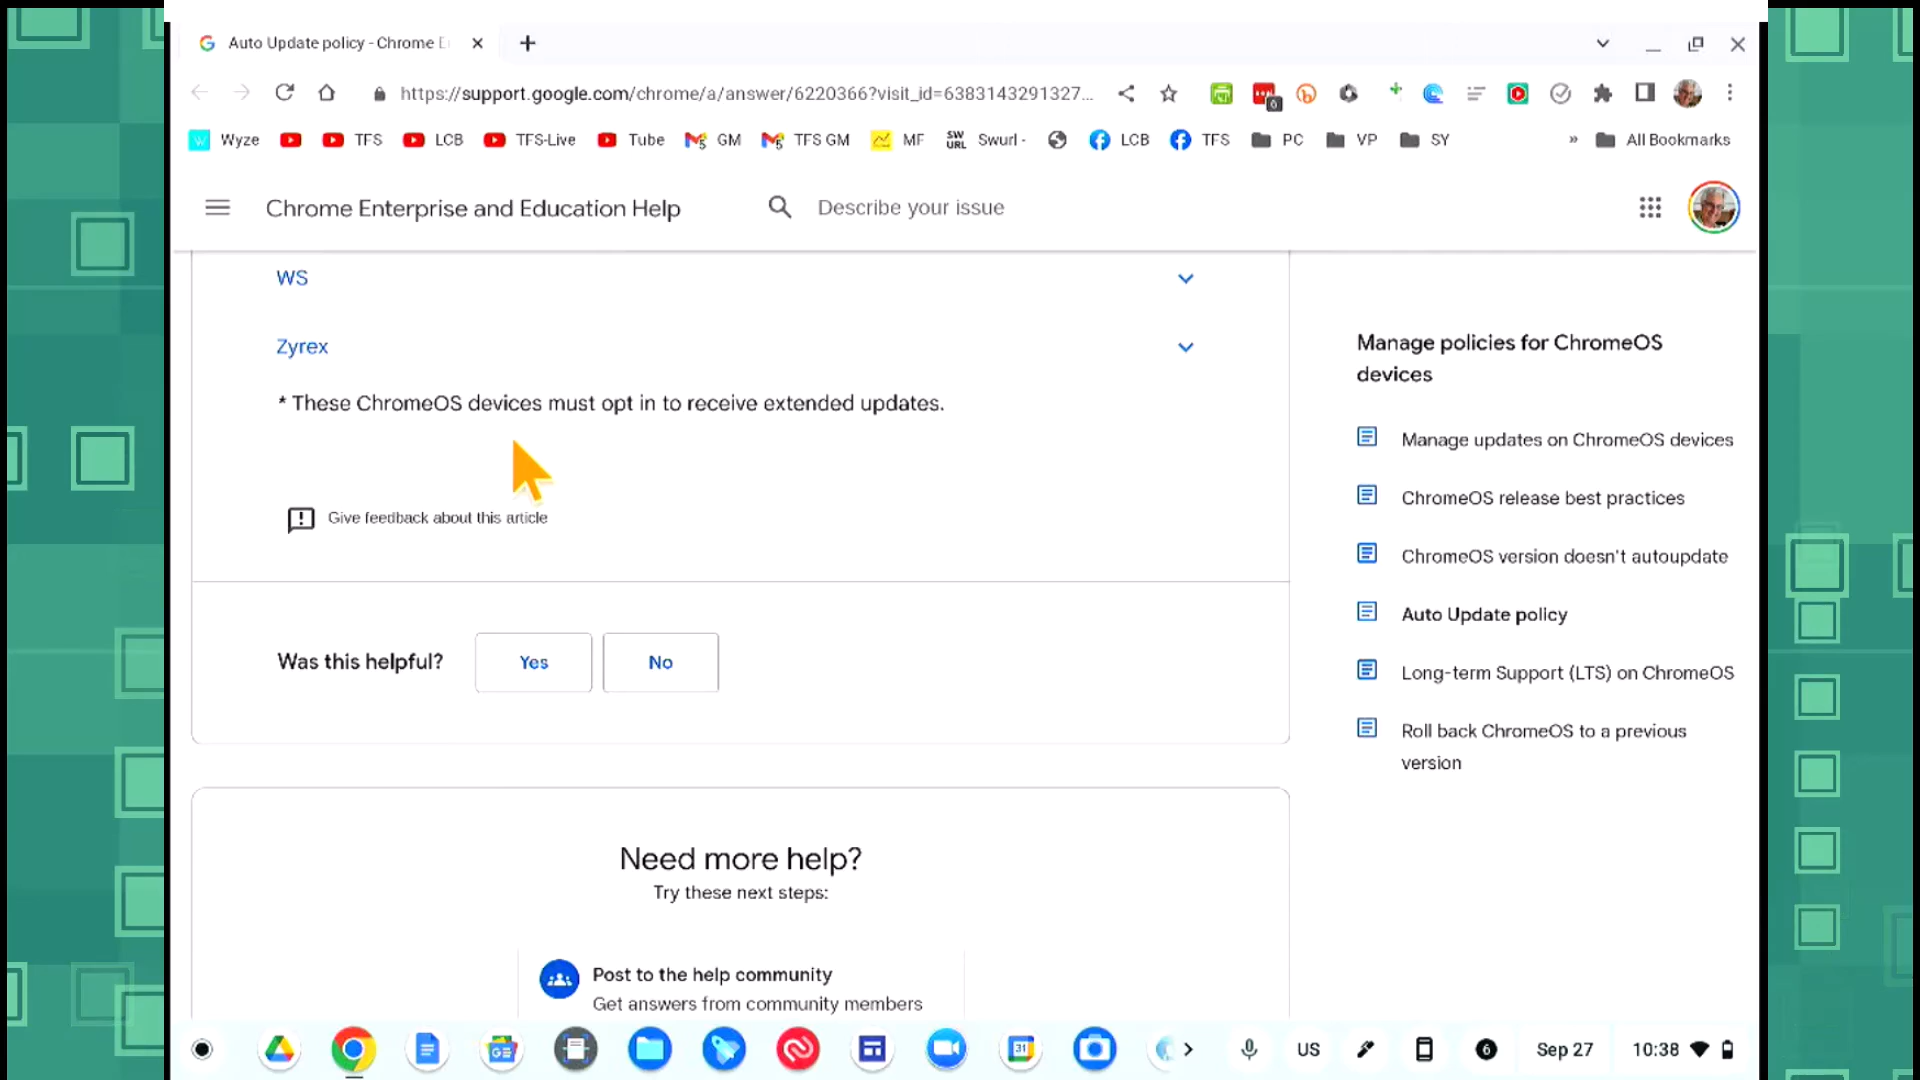 Auto Update policy - Chrome E
https://support.google.com/chrome/a/answer/6220366?visit_id=6383143291327...
Wyze
TFS
LCB
TFS-Live
Tube
GM
TFS GM
MF
SW URL
Swurl -
LCB
TFS
PC
VP
SY
»
All Bookmarks
Chrome Enterprise and Education Help
Describe your issue
WS
Zyrex
* These ChromeOS devices must opt in to receive extended updates.
Give feedback about this article
Was this helpful?
Yes
No
Manage policies for ChromeOS
devices
Manage updates on ChromeOS devices
ChromeOS release best practices
ChromeOS version doesn't autoupdate
Auto Update policy
Long-term Support (LTS) on ChromeOS
Roll back ChromeOS to a previous
version
Need more help?
Try these next steps:
Post to the help community
Get answers from community members
31
US
6
Sep 27
10:38